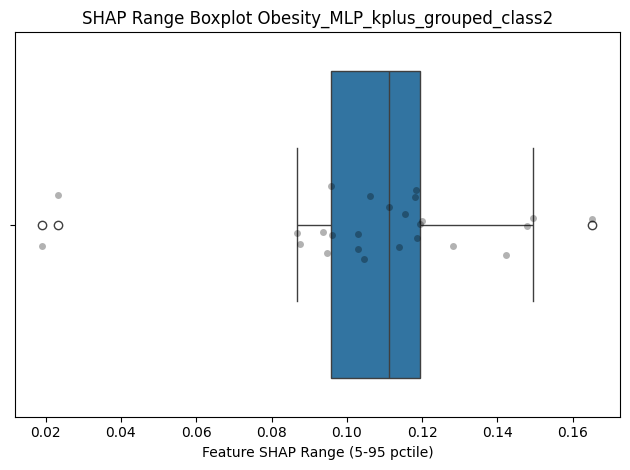 SHAP Range Boxplot Obesity_MLP_kplus_grouped_class2
0.02 0.04 0.06 0.08 0.10 0.12 0.14 0.16
Feature SHAP Range (5-95 pctile)